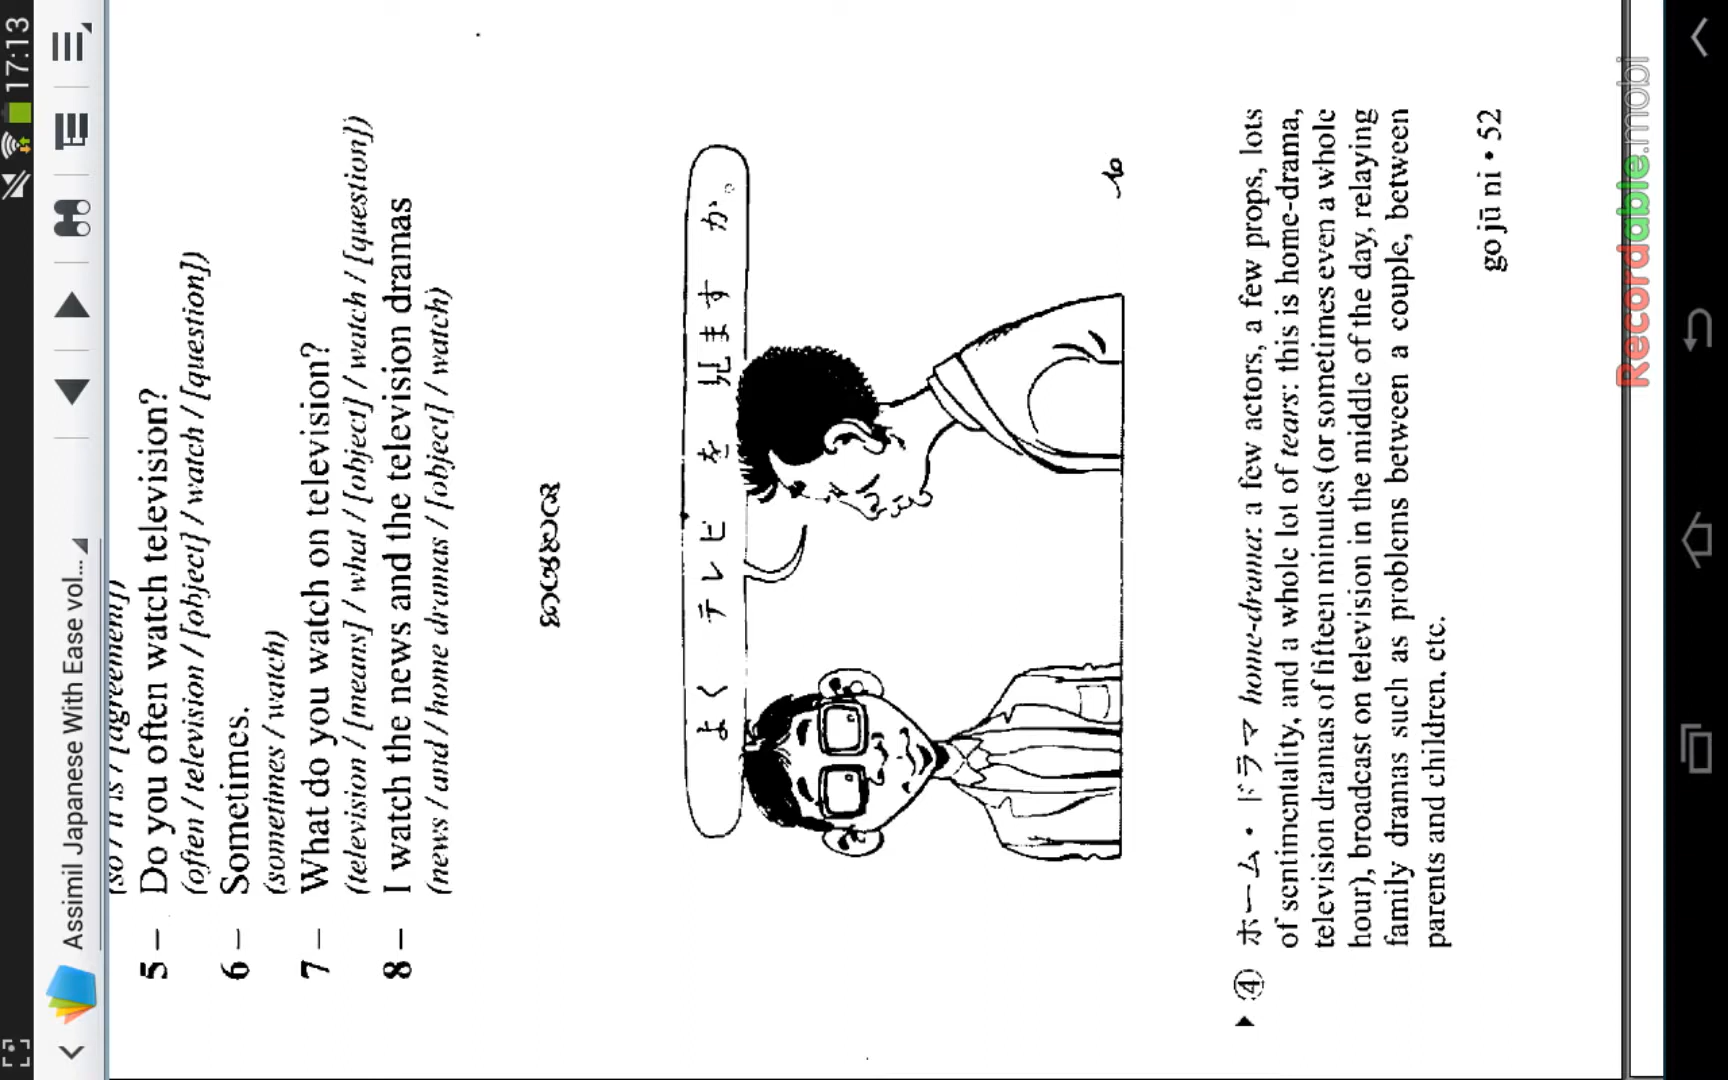 17:13
Assimil Japanese With Ease vol...
(so / it is / [agreement])
5 – Do you often watch television?
(often / television / [object] / watch / [question])
6 – Sometimes.
(sometimes / watch)
7 – What do you watch on television?
(television / [means] / what / [object] / watch / [question])
8 – I watch the news and the television dramas
(news / and / home dramas / [object] / watch)
よく テレビ を 見ます か。
▸ ④ ホーム・ドラマ home-drama: a few actors, a few props, lots
of sentimentality, and a whole lot of tears: this is home-drama,
television dramas of fifteen minutes (or sometimes even a whole
hour), broadcast on television in the middle of the day, relaying
family dramas such as problems between a couple, between
parents and children, etc.
go jū ni • 52
Recordable.mobi